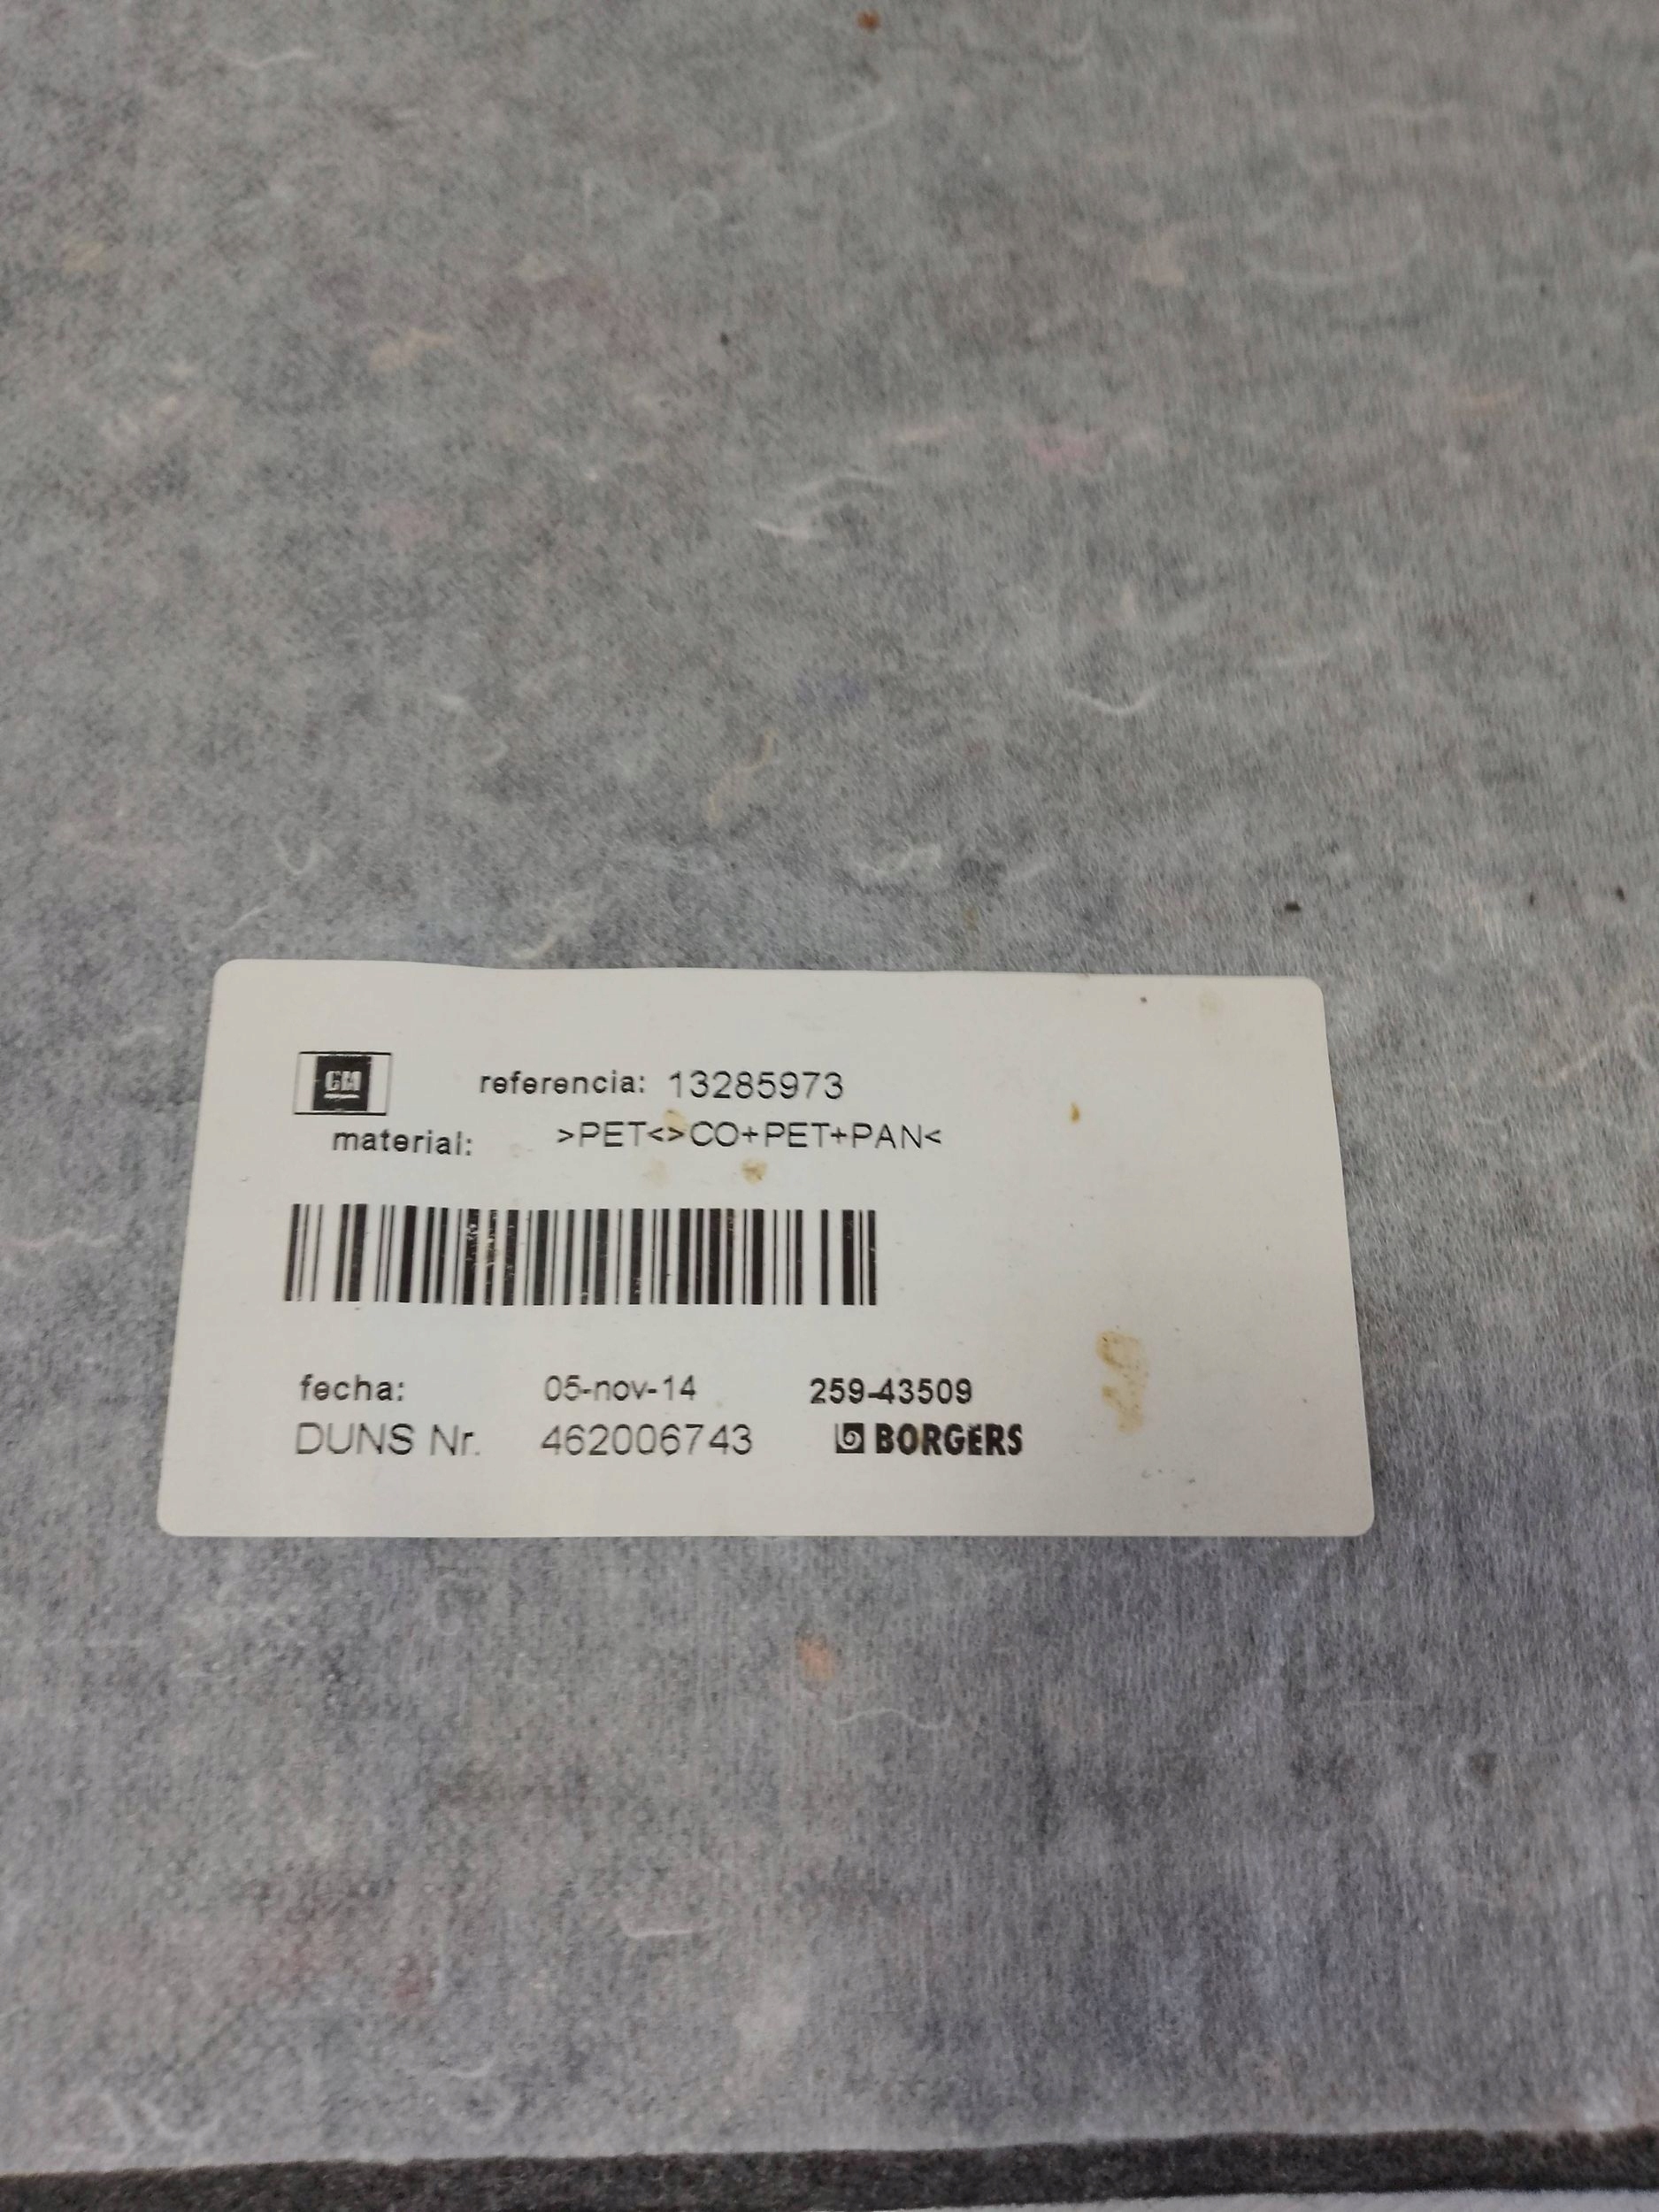 GM
referencia: 13285973
material: >PET<>CO+PET+PAN<
fecha: 05-nov-14 259-43509
DUNS Nr. 462006743 BORGERS